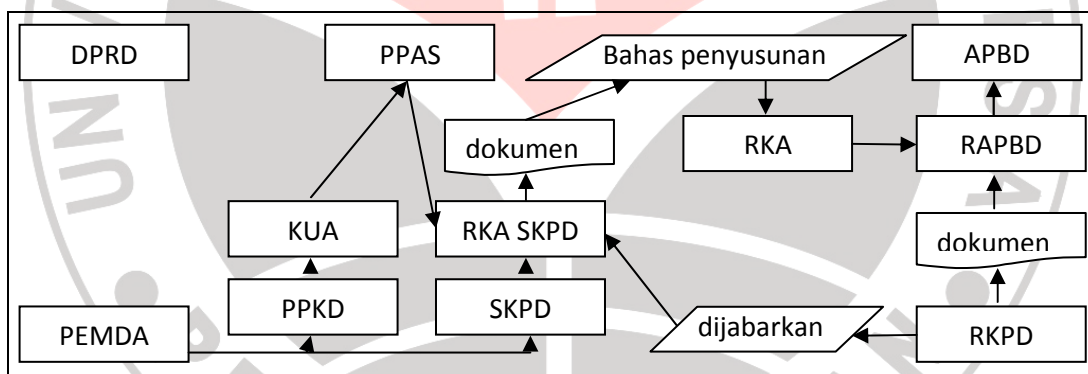 DPRD
PPAS
Bahas penyusunan
APBD
dokumen
RKA
RAPBD
KUA
RKA SKPD
dokumen
PEMDA
PPKD
SKPD
dijabarkan
RKPD